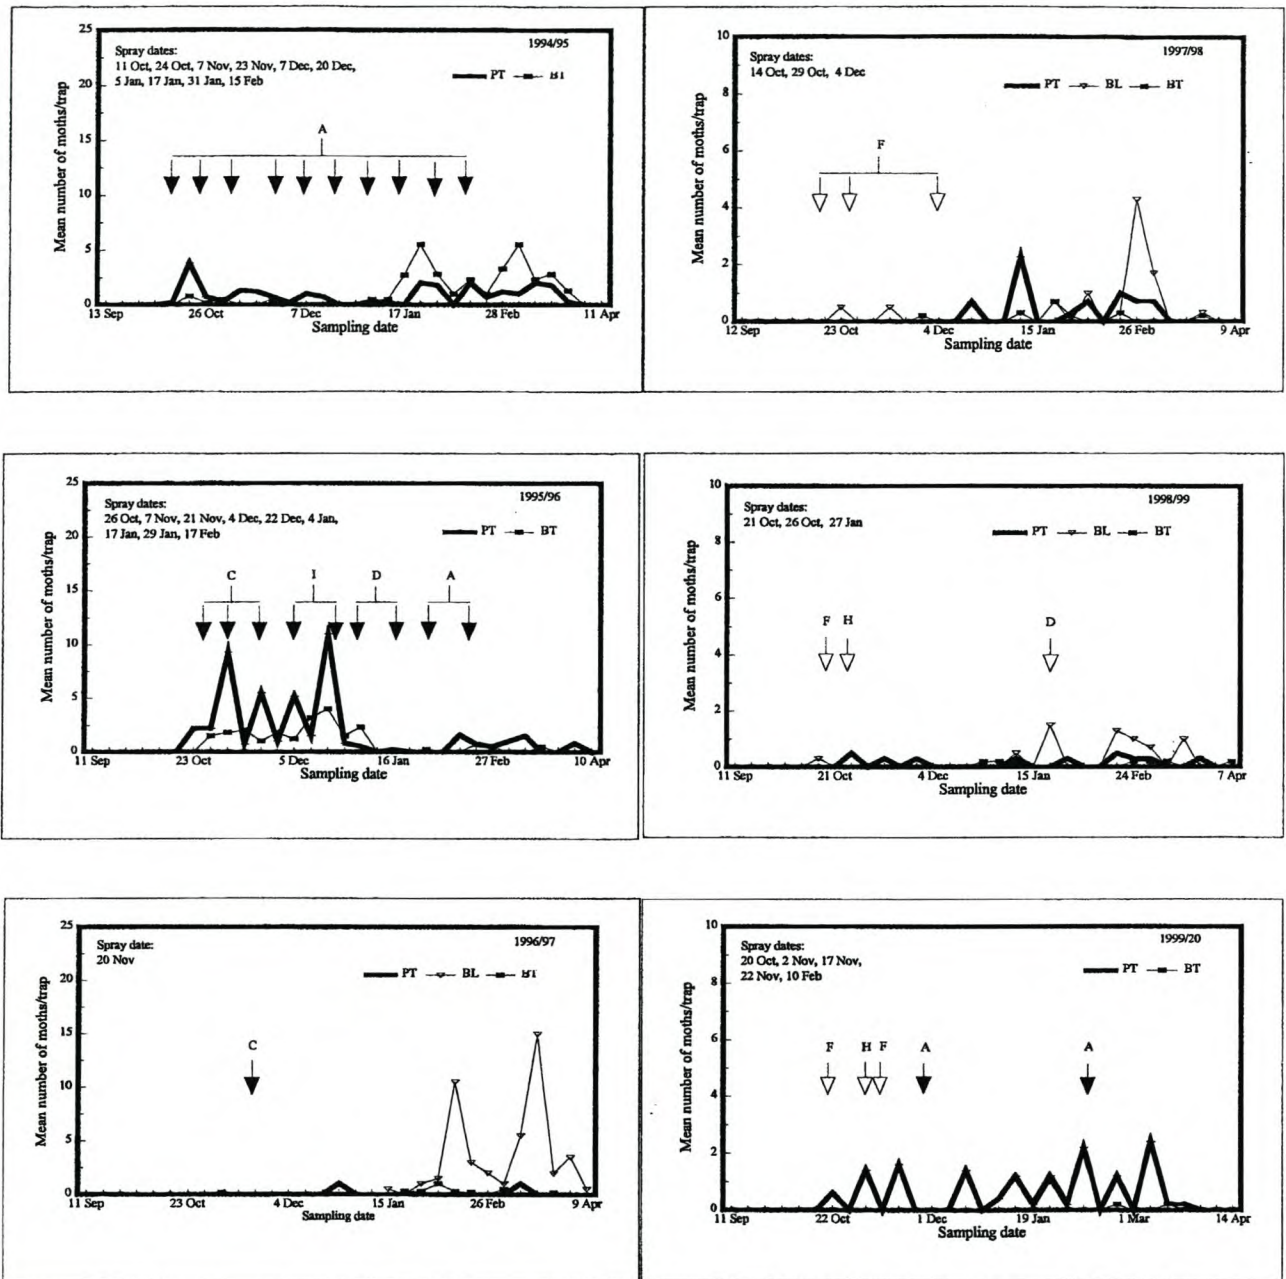 25
20
15
10
5
0
Mean number of moths/trap
1994/95
Spray dates:
11 Oct, 24 Oct, 7 Nov, 23 Nov, 7 Dec, 20 Dec,
5 Jan, 17 Jan, 31 Jan, 15 Feb
PT BT
A
13 Sep 26 Oct 7 Dec 17 Jan 28 Feb 11 Apr
Sampling date
10
8
6
4
2
0
Mean number of moths/trap
1997/98
Spray dates:
14 Oct, 29 Oct, 4 Dec
PT BL BT
F
12 Sep 23 Oct 4 Dec 15 Jan 26 Feb 9 Apr
Sampling date
25
20
15
10
5
0
Mean number of moths/trap
1995/96
Spray dates:
26 Oct, 7 Nov, 21 Nov, 4 Dec, 22 Dec, 4 Jan,
17 Jan, 29 Jan, 17 Feb
PT BT
C I D A
11 Sep 23 Oct 5 Dec 16 Jan 27 Feb 10 Apr
Sampling date
10
8
6
4
2
0
Mean number of moths/trap
1998/99
Spray dates:
21 Oct, 26 Oct, 27 Jan
PT BL BT
F H D
11 Sep 21 Oct 4 Dec 15 Jan 24 Feb 7 Apr
Sampling date
25
20
15
10
5
0
Mean number of moths/trap
1996/97
Spray date:
20 Nov
PT BL BT
C
11 Sep 23 Oct 4 Dec 15 Jan 26 Feb 9 Apr
Sampling date
10
8
6
4
2
0
Mean number of moths/trap
1999/20
Spray dates:
20 Oct, 2 Nov, 17 Nov,
22 Nov, 10 Feb
PT BT
F H F A A
11 Sep 22 Oct 1 Dec 19 Jan 1 Mar 14 Apr
Sampling date